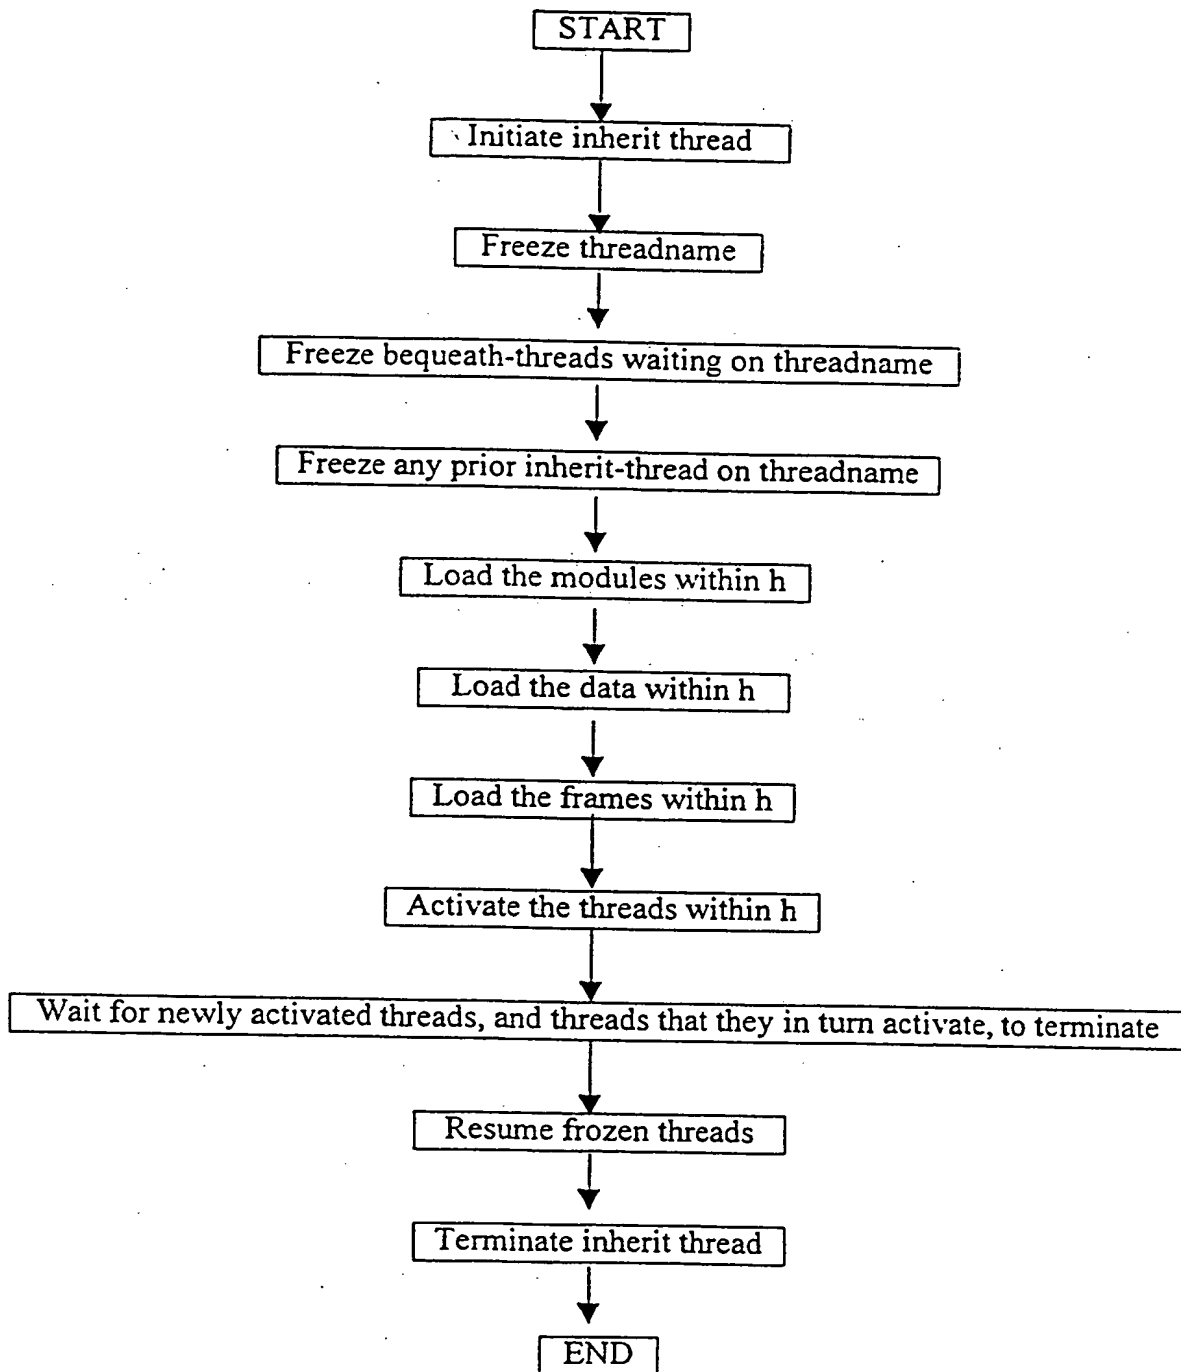 START
Initiate inherit thread
Freeze threadname
Freeze bequeath-threads waiting on threadname
Freeze any prior inherit-thread on threadname
Load the modules within h
Load the data within h
Load the frames within h
Activate the threads within h
Wait for newly activated threads, and threads that they in turn activate, to terminate
Resume frozen threads
Terminate inherit thread
END